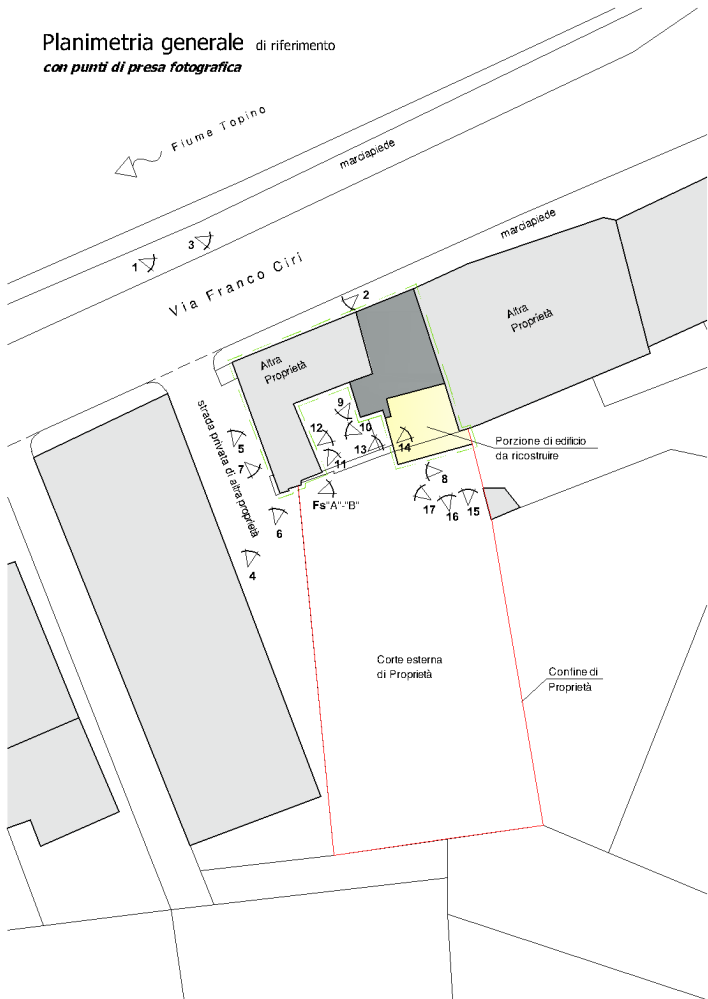 Planimetria generale di riferimento
con punti di presa fotografica
Fiume Topino
marciapiede
marciapiede
3
1
Via Franco Ciri
2
Altra
Proprietà
Altra
Proprietà
strada privata di altra proprietà
9
10
12
5
13
14
11
7
Porzione di edificio
da ricostruire
8
Fs"A"-"B"
17
16
15
6
4
Corte esterna
di Proprietà
Confine di
Proprietà